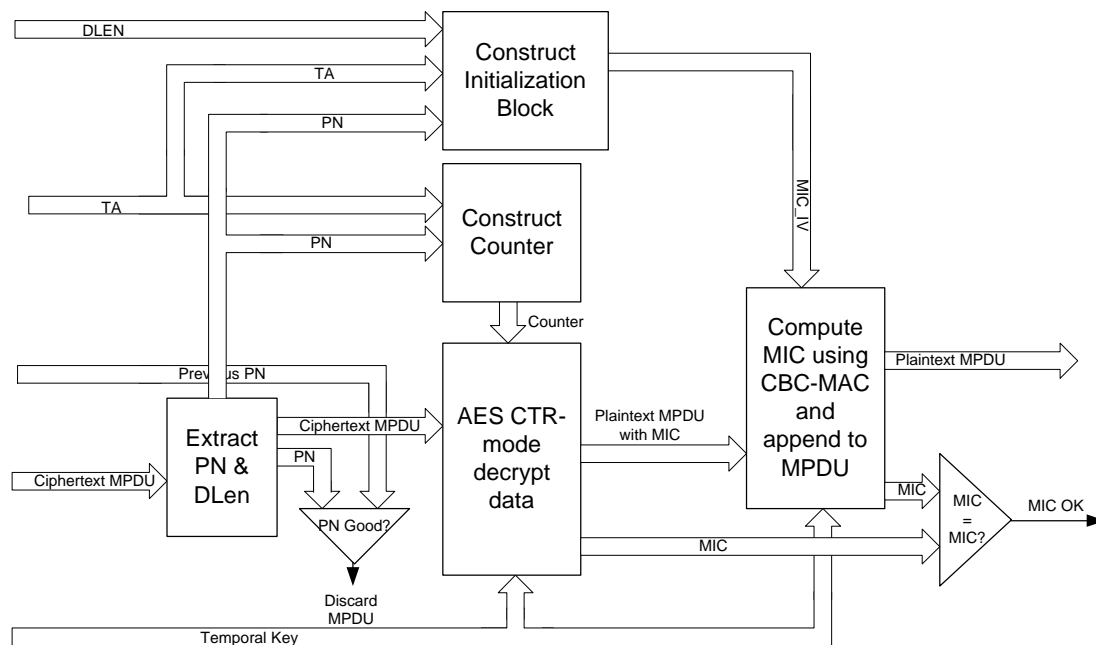 DLEN
Construct
Initialization
Block
TA
PN
MIC_IV
TA
Construct
Counter
PN
Counter
Previous PN
Compute
MIC using
CBC-MAC
and
append to
MPDU
Plaintext MPDU
Extract
PN &
DLen
Ciphertext MPDU
PN
Ciphertext MPDU
AES CTR-
mode
decrypt
data
Plaintext MPDU
with MIC
MIC
MIC
=
MIC?
MIC OK
PN Good?
MIC
Discard
MPDU
Temporal Key